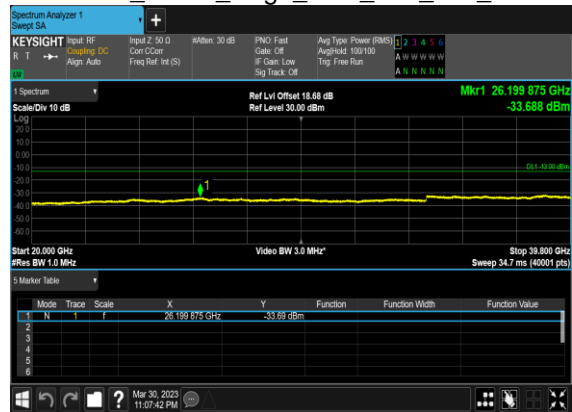 Spectrum Analyzer 1
Swept SA
+
KEYSIGHT
R T
LW
Input: RF
Coupling: DC
Align: Auto
Input Z: 50 Ω
Corr CCorr
Freq Ref: Int (S)
#Atten: 30 dB
PNO: Fast
Gate: Off
IF Gain: Low
Sig Track: Off
Avg Type: Power (RMS)
Avg|Hold: 100/100
Trig: Free Run
1 2 3 4 5 6
A W W W W W
A N N N N N
1 Spectrum
Scale/Div 10 dB
Ref Lvl Offset 18.68 dB
Ref Level 30.00 dBm
Mkr1 26.199 875 GHz
-33.688 dBm
Log
20.0
10.0
0.00
-10.0
-20.0
-30.0
-40.0
-50.0
-60.0
DL1 -13.00 dBm
1
Start 20.000 GHz
#Res BW 1.0 MHz
Video BW 3.0 MHz*
Stop 39.800 GHz
Sweep 34.7 ms (40001 pts)
5 Marker Table
Mode Trace Scale X Y Function Function Width Function Value
1 N 1 f 26.199 875 GHz -33.69 dBm
2
3
4
5
6
?
Mar 30, 2023
11:07:42 PM